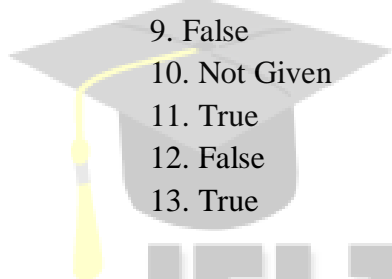 9. False
10. Not Given
11. True
12. False
13. True